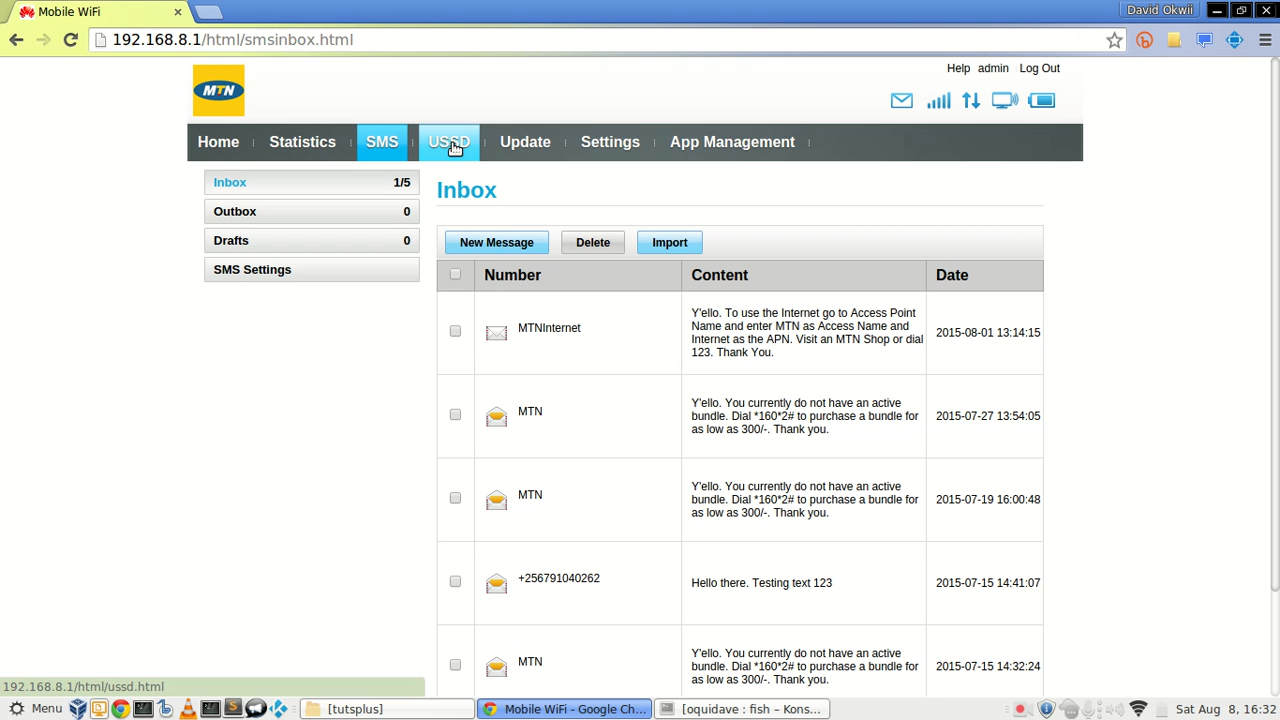 Mobile WiFi
David Okwii
192.168.8.1/html/smsinbox.html
MTN
Help admin Log Out
Home Statistics SMS USSD Update Settings App Management
Inbox 1/5
Outbox 0
Drafts 0
SMS Settings
Inbox
New Message Delete Import
Number Content Date
MTNInternet
Y'ello. To use the Internet go to Access Point
Name and enter MTN as Access Name and
Internet as the APN. Visit an MTN Shop or dial
123. Thank You.
2015-08-01 13:14:15
MTN
Y'ello. You currently do not have an active
bundle. Dial *160*2# to purchase a bundle for
as low as 300/-. Thank you.
2015-07-27 13:54:05
MTN
Y'ello. You currently do not have an active
bundle. Dial *160*2# to purchase a bundle for
as low as 300/-. Thank you.
2015-07-19 16:00:48
+256791040262
Hello there. Testing text 123
2015-07-15 14:41:07
MTN
Y'ello. You currently do not have an active
bundle. Dial *160*2# to purchase a bundle for
as low as 300/-. Thank you.
2015-07-15 14:32:24
192.168.8.1/html/ussd.html
Menu [tutsplus] Mobile WiFi - Google Ch... [oquidave : fish – Kons... Sat Aug 8, 16:32